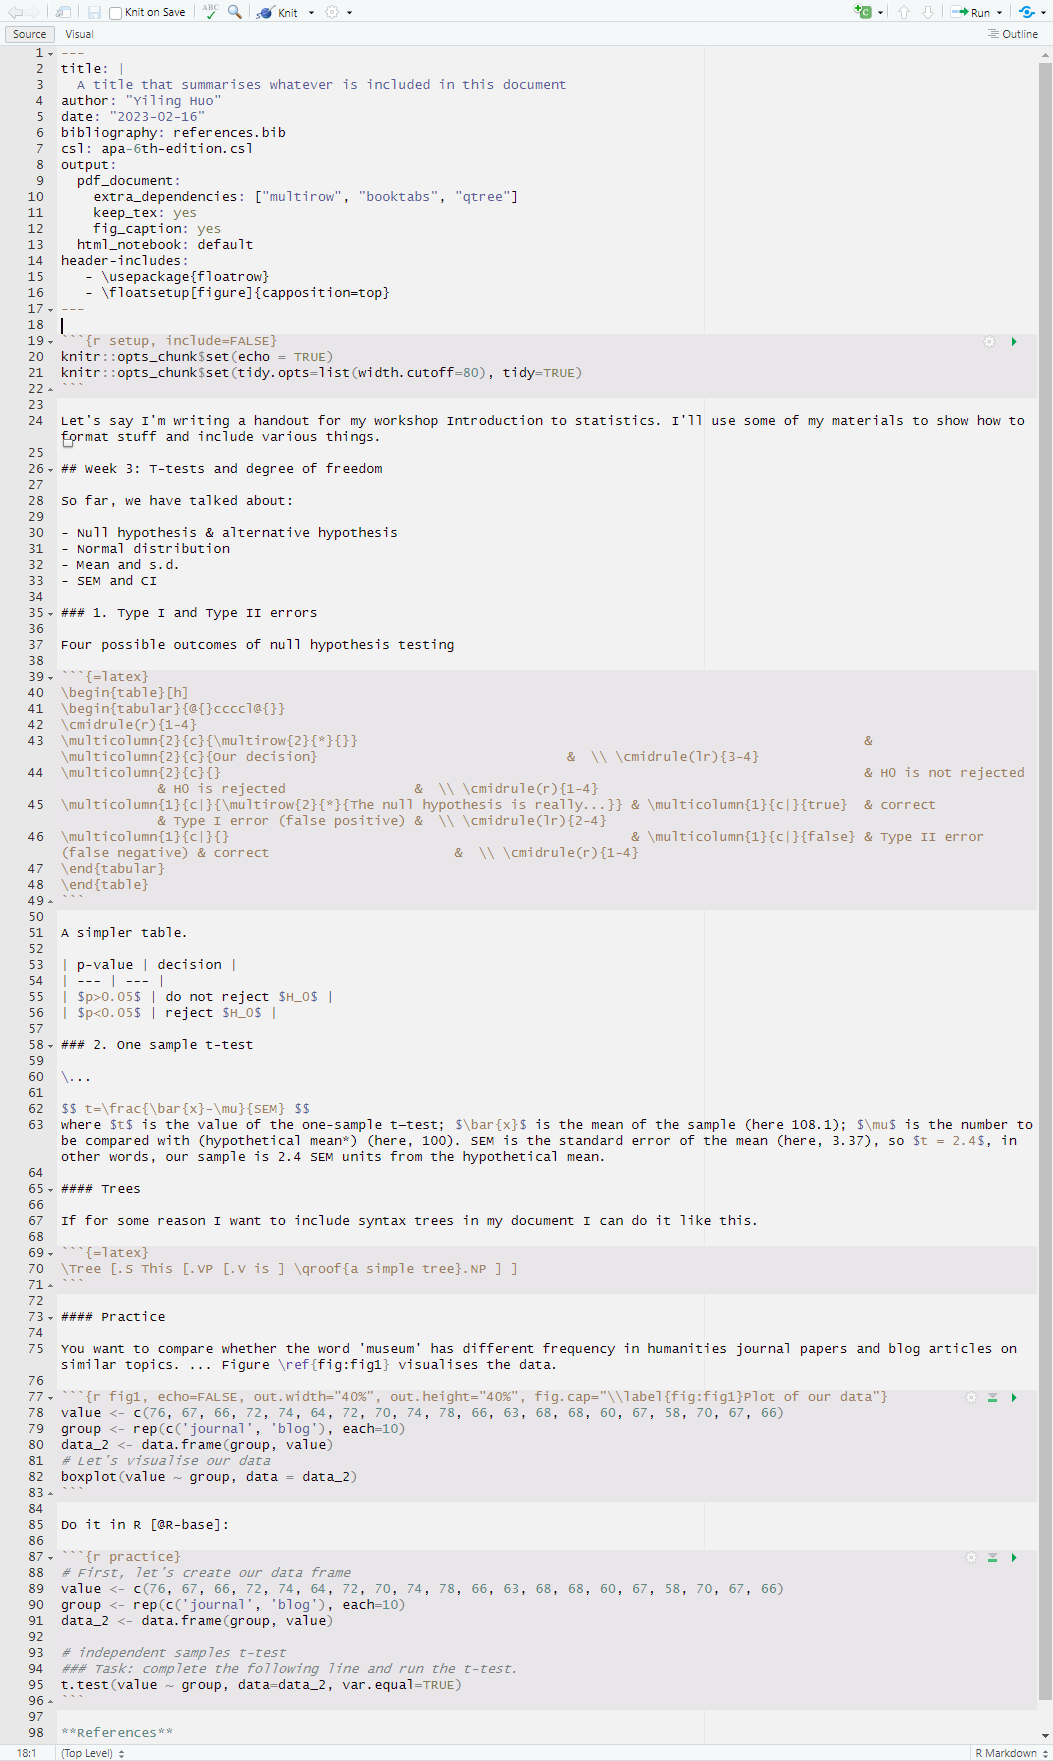 Knit on Save ABC Knit Run
Source Visual Outline
1 ---
2 title: |
3 A title that summarises whatever is included in this document
4 author: "Yiling Huo"
5 date: "2023-02-16"
6 bibliography: references.bib
7 csl: apa-6th-edition.csl
8 output:
9 pdf_document:
10 extra_dependencies: ["multirow", "booktabs", "qtree"]
11 keep_tex: yes
12 fig_caption: yes
13 html_notebook: default
14 header-includes:
15 - \usepackage{floatrow}
16 - \floatsetup[figure]{capposition=top}
17 ---
18
19 ```{r setup, include=FALSE}
20 knitr::opts_chunk$set(echo = TRUE)
21 knitr::opts_chunk$set(tidy.opts=list(width.cutoff=80), tidy=TRUE)
22 ```
23
24 Let's say I'm writing a handout for my workshop Introduction to statistics. I'll use some of my materials to show how to
format stuff and include various things.
25
26 ## Week 3: T-tests and degree of freedom
27
28 So far, we have talked about:
29
30 - Null hypothesis & alternative hypothesis
31 - Normal distribution
32 - Mean and s.d.
33 - SEM and CI
34
35 ### 1. Type I and Type II errors
36
37 Four possible outcomes of null hypothesis testing
38
39 ```{=latex}
40 \begin{table}[h]
41 \begin{tabular}{@{}ccccl@{}}
42 \cmidrule(r){1-4}
43 \multicolumn{2}{c}{\multirow{2}{*}{}} &
\multicolumn{2}{c}{Our decision} & \\ \cmidrule(lr){3-4}
44 \multicolumn{2}{c}{} & H0 is not rejected
& H0 is rejected & \\ \cmidrule(r){1-4}
45 \multicolumn{1}{c|}{\multirow{2}{*}{The null hypothesis is really...}} & \multicolumn{1}{c|}{true} & correct
& Type I error (false positive) & \\ \cmidrule(lr){2-4}
46 \multicolumn{1}{c|}{} & \multicolumn{1}{c|}{false} & Type II error
(false negative) & correct & \\ \cmidrule(r){1-4}
47 \end{tabular}
48 \end{table}
49 ```
50
51 A simpler table.
52
53 | p-value | decision |
54 | --- | --- |
55 | $p>0.05$ | do not reject $H_0$ |
56 | $p<0.05$ | reject $H_0$ |
57
58 ### 2. One sample t-test
59
60 \...
61
62 $$ t=\frac{\bar{x}-\mu}{SEM} $$
63 where $t$ is the value of the one-sample t-test; $\bar{x}$ is the mean of the sample (here 108.1); $\mu$ is the number to
be compared with (hypothetical mean*) (here, 100). SEM is the standard error of the mean (here, 3.37), so $t = 2.4$, in
other words, our sample is 2.4 SEM units from the hypothetical mean.
64
65 #### Trees
66
67 If for some reason I want to include syntax trees in my document I can do it like this.
68
69 ```{=latex}
70 \Tree [.S This [.VP [.V is ] \qroof{a simple tree}.NP ] ]
71 ```
72
73 #### Practice
74
75 You want to compare whether the word 'museum' has different frequency in humanities journal papers and blog articles on
similar topics. ... Figure \ref{fig:fig1} visualises the data.
76
77 ```{r fig1, echo=FALSE, out.width="40%", out.height="40%", fig.cap="\\label{fig:fig1}Plot of our data"}
78 value <- c(76, 67, 66, 72, 74, 64, 72, 70, 74, 78, 66, 63, 68, 68, 60, 67, 58, 70, 67, 66)
79 group <- rep(c('journal', 'blog'), each=10)
80 data_2 <- data.frame(group, value)
81 # Let's visualise our data
82 boxplot(value ~ group, data = data_2)
83 ```
84
85 Do it in R [@R-base]:
86
87 ```{r practice}
88 # First, let's create our data frame
89 value <- c(76, 67, 66, 72, 74, 64, 72, 70, 74, 78, 66, 63, 68, 68, 60, 67, 58, 70, 67, 66)
90 group <- rep(c('journal', 'blog'), each=10)
91 data_2 <- data.frame(group, value)
92
93 # independent samples t-test
94 ### Task: complete the following line and run the t-test.
95 t.test(value ~ group, data=data_2, var.equal=TRUE)
96 ```
97
98 **References**
18:1 (Top Level) R Markdown